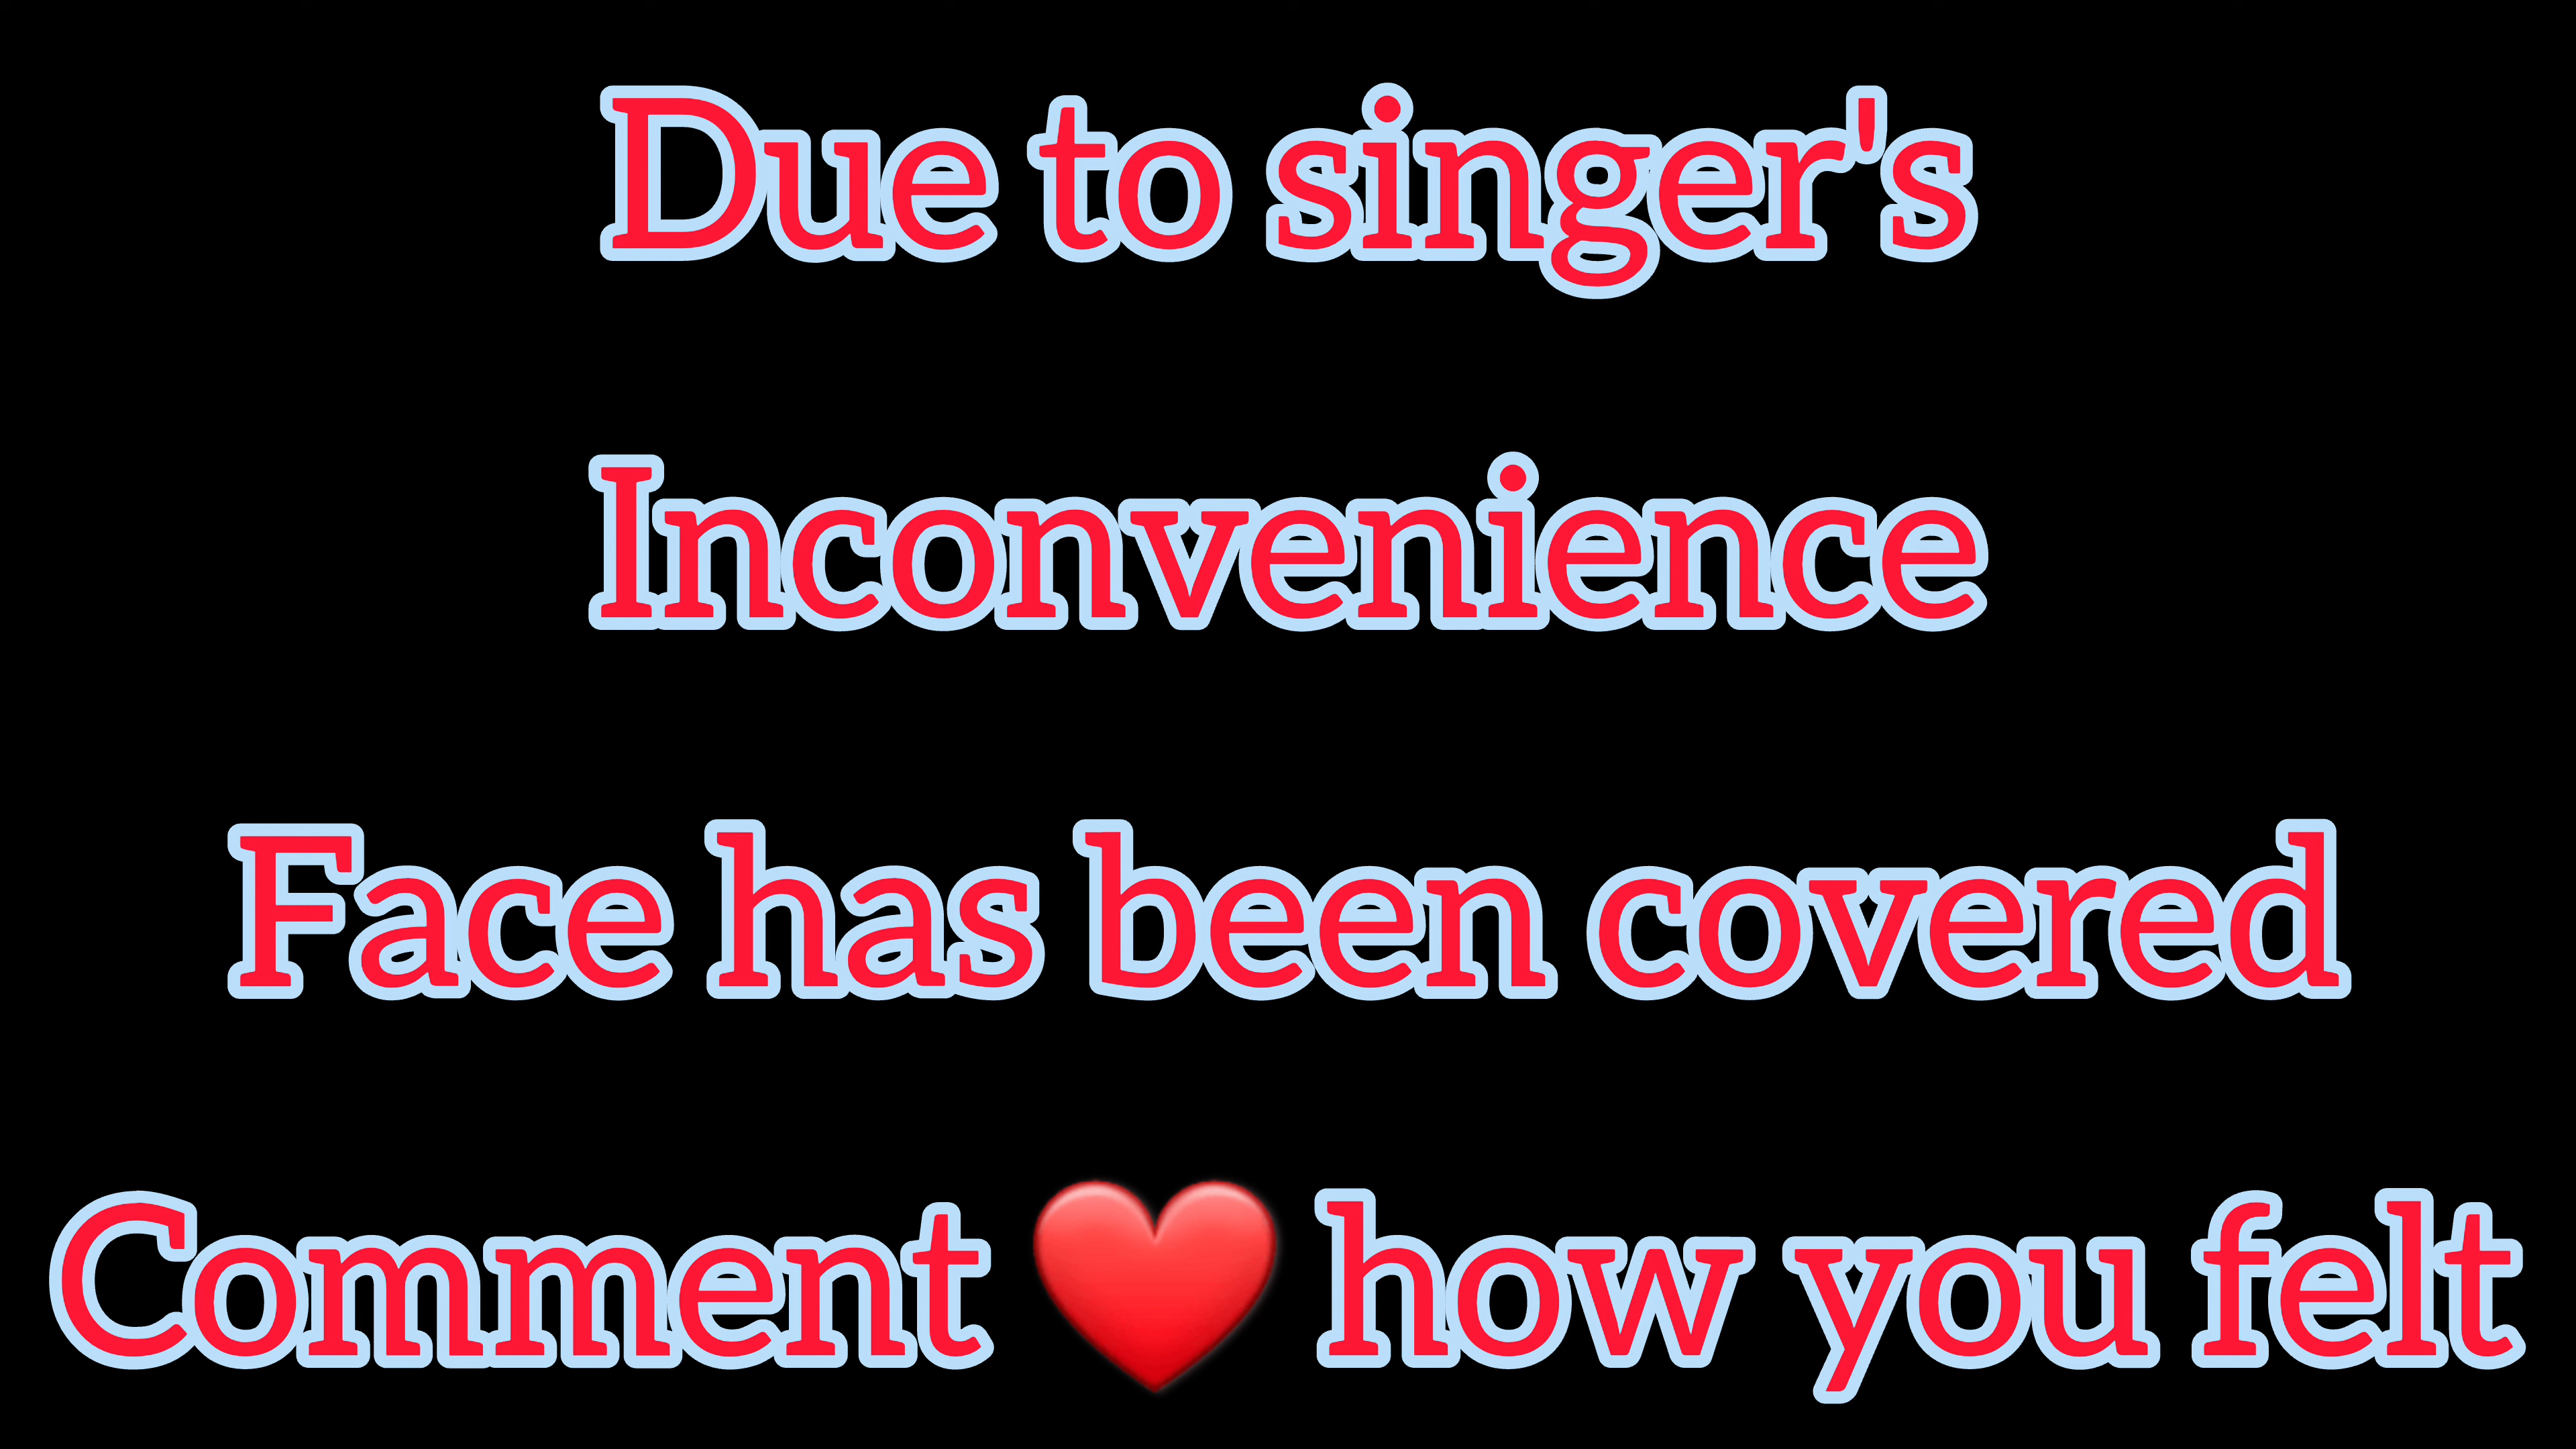 Due to singer's
Inconvenience
Face has been covered
Comment ❤️ how you felt